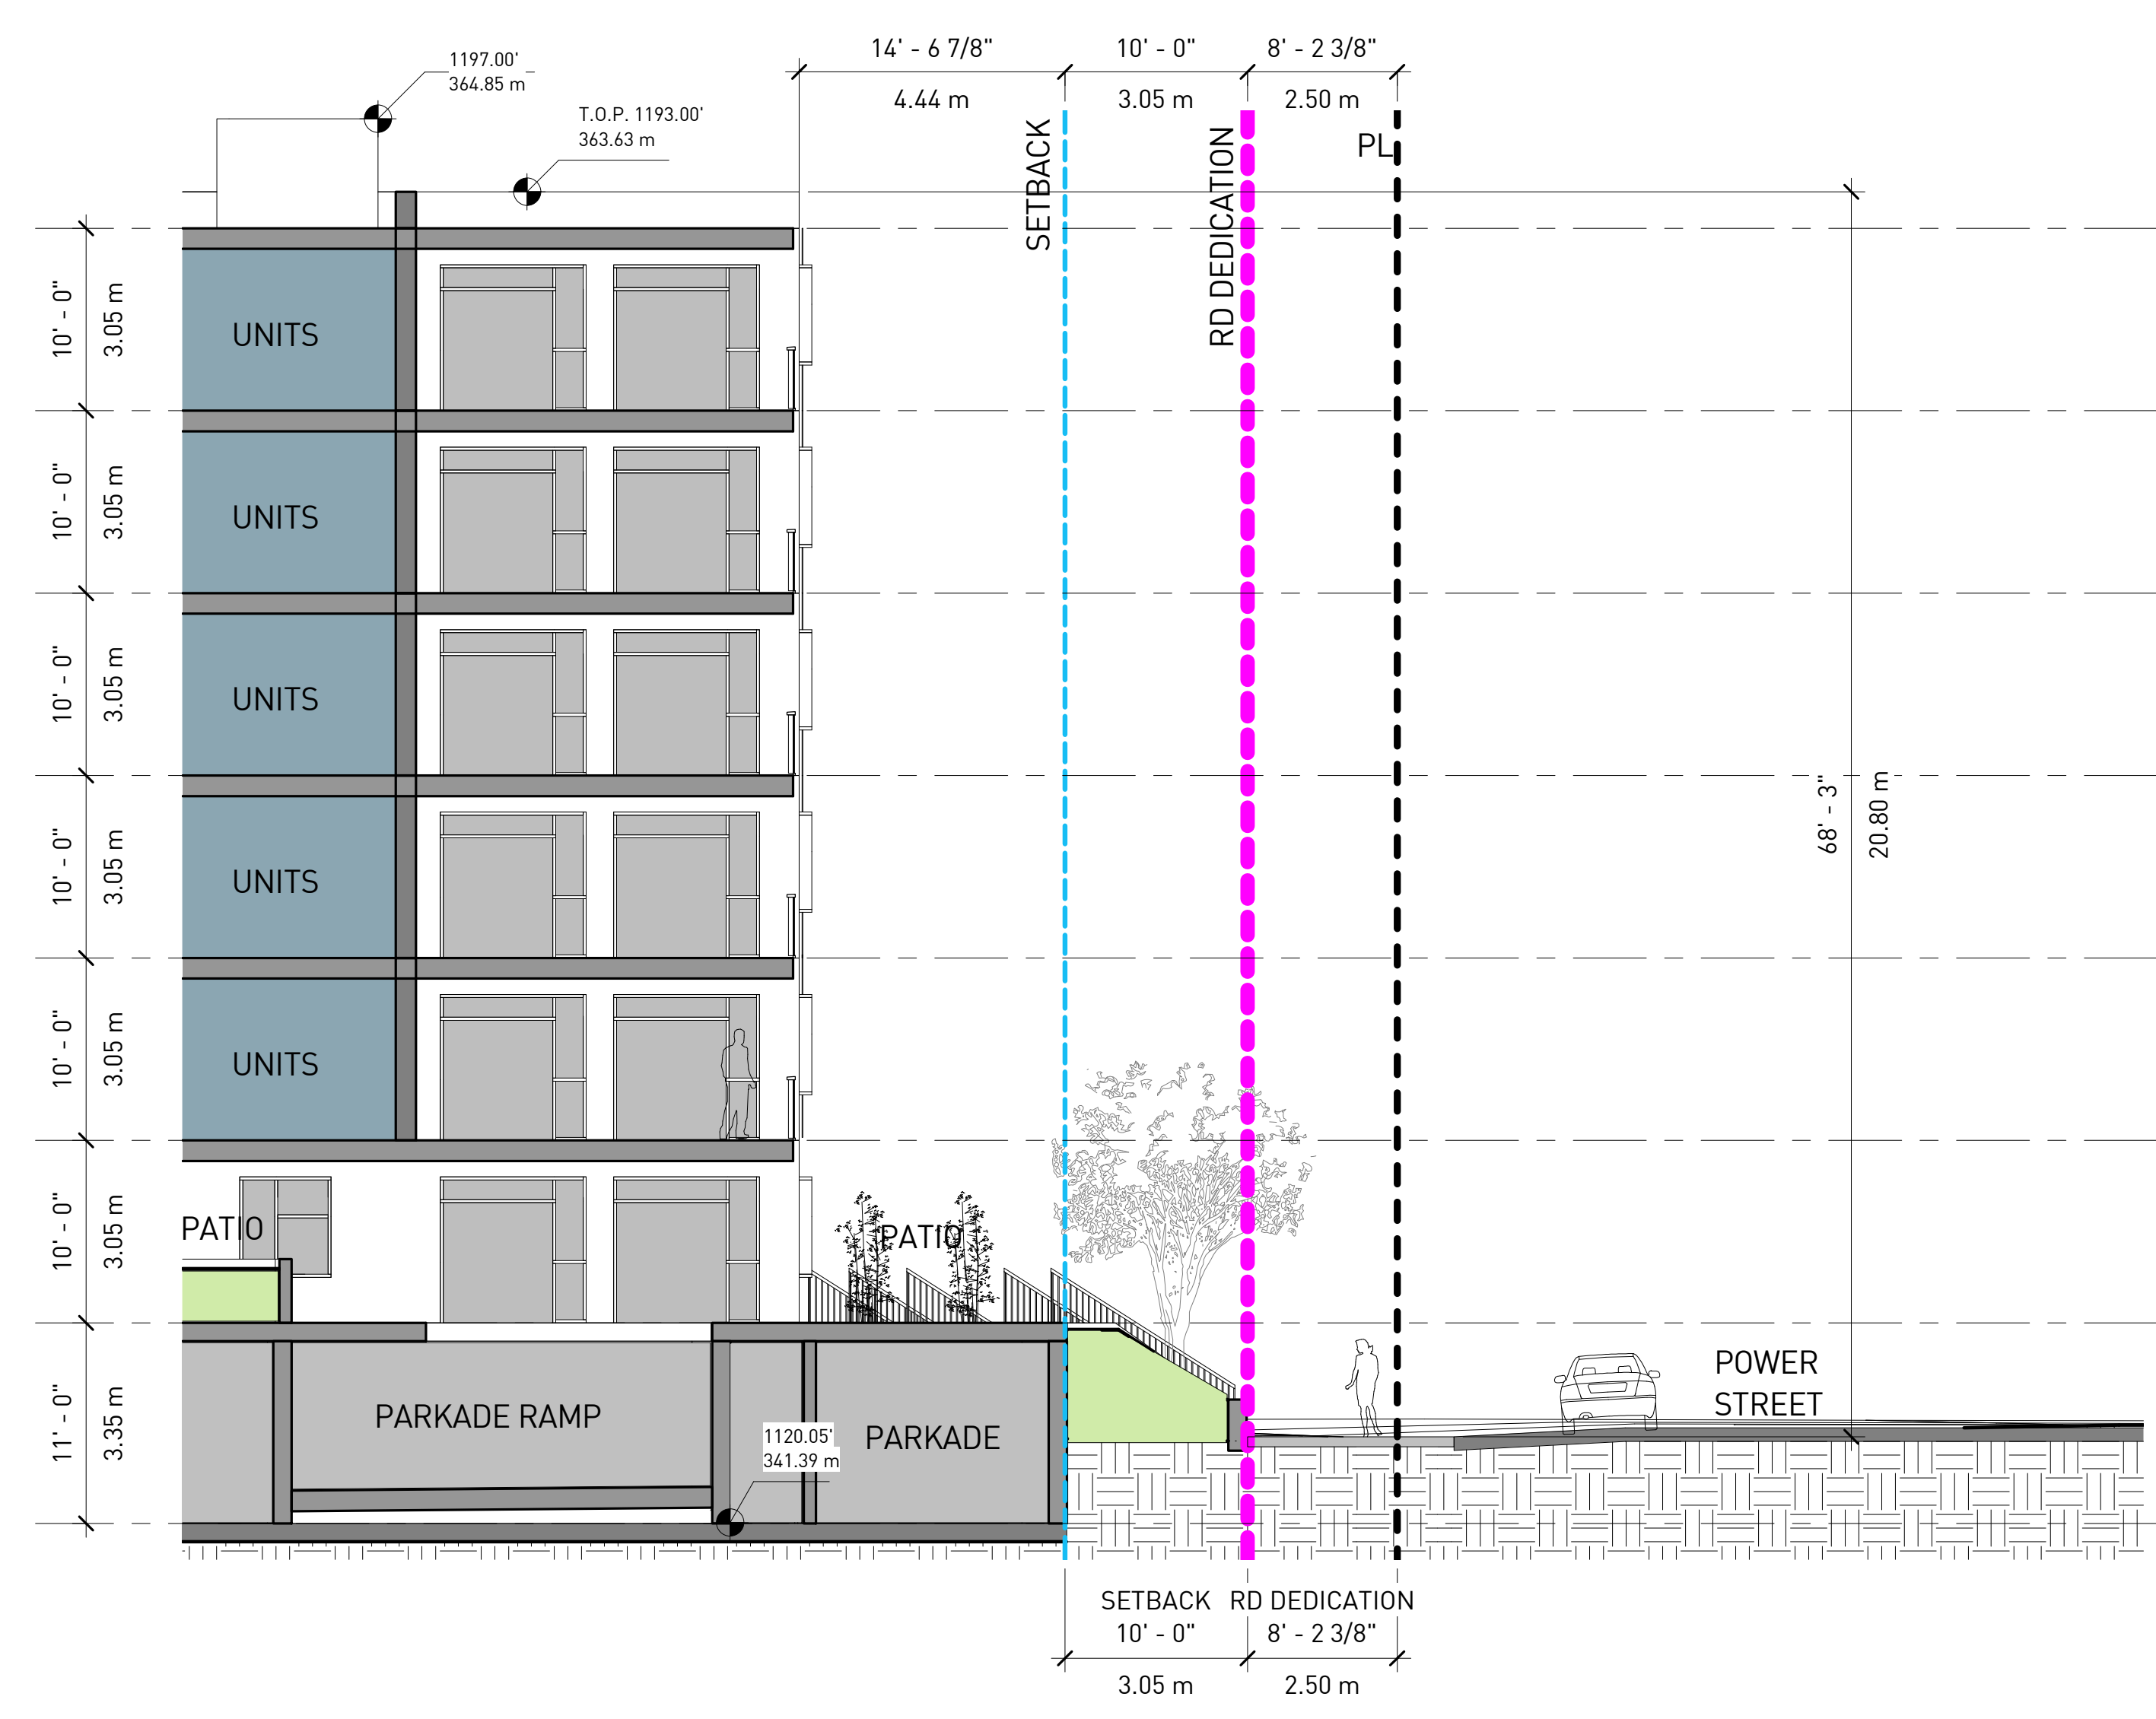 14' - 6 7/8"
10' - 0"
8' - 2 3/8"
4.44 m
3.05 m
2.50 m
1197.00'
364.85 m
T.O.P. 1193.00'
363.63 m
SETBACK
RD DEDICATION
PL
10' - 0"
3.05 m
UNITS
10' - 0"
3.05 m
UNITS
10' - 0"
3.05 m
UNITS
10' - 0"
3.05 m
UNITS
68' - 3"
20.80 m
10' - 0"
3.05 m
UNITS
10' - 0"
3.05 m
PATIO
PATIO
11' - 0"
3.35 m
PARKADE RAMP
1120.05'
341.39 m
PARKADE
POWER
STREET
SETBACK
RD DEDICATION
10' - 0"
8' - 2 3/8"
3.05 m
2.50 m